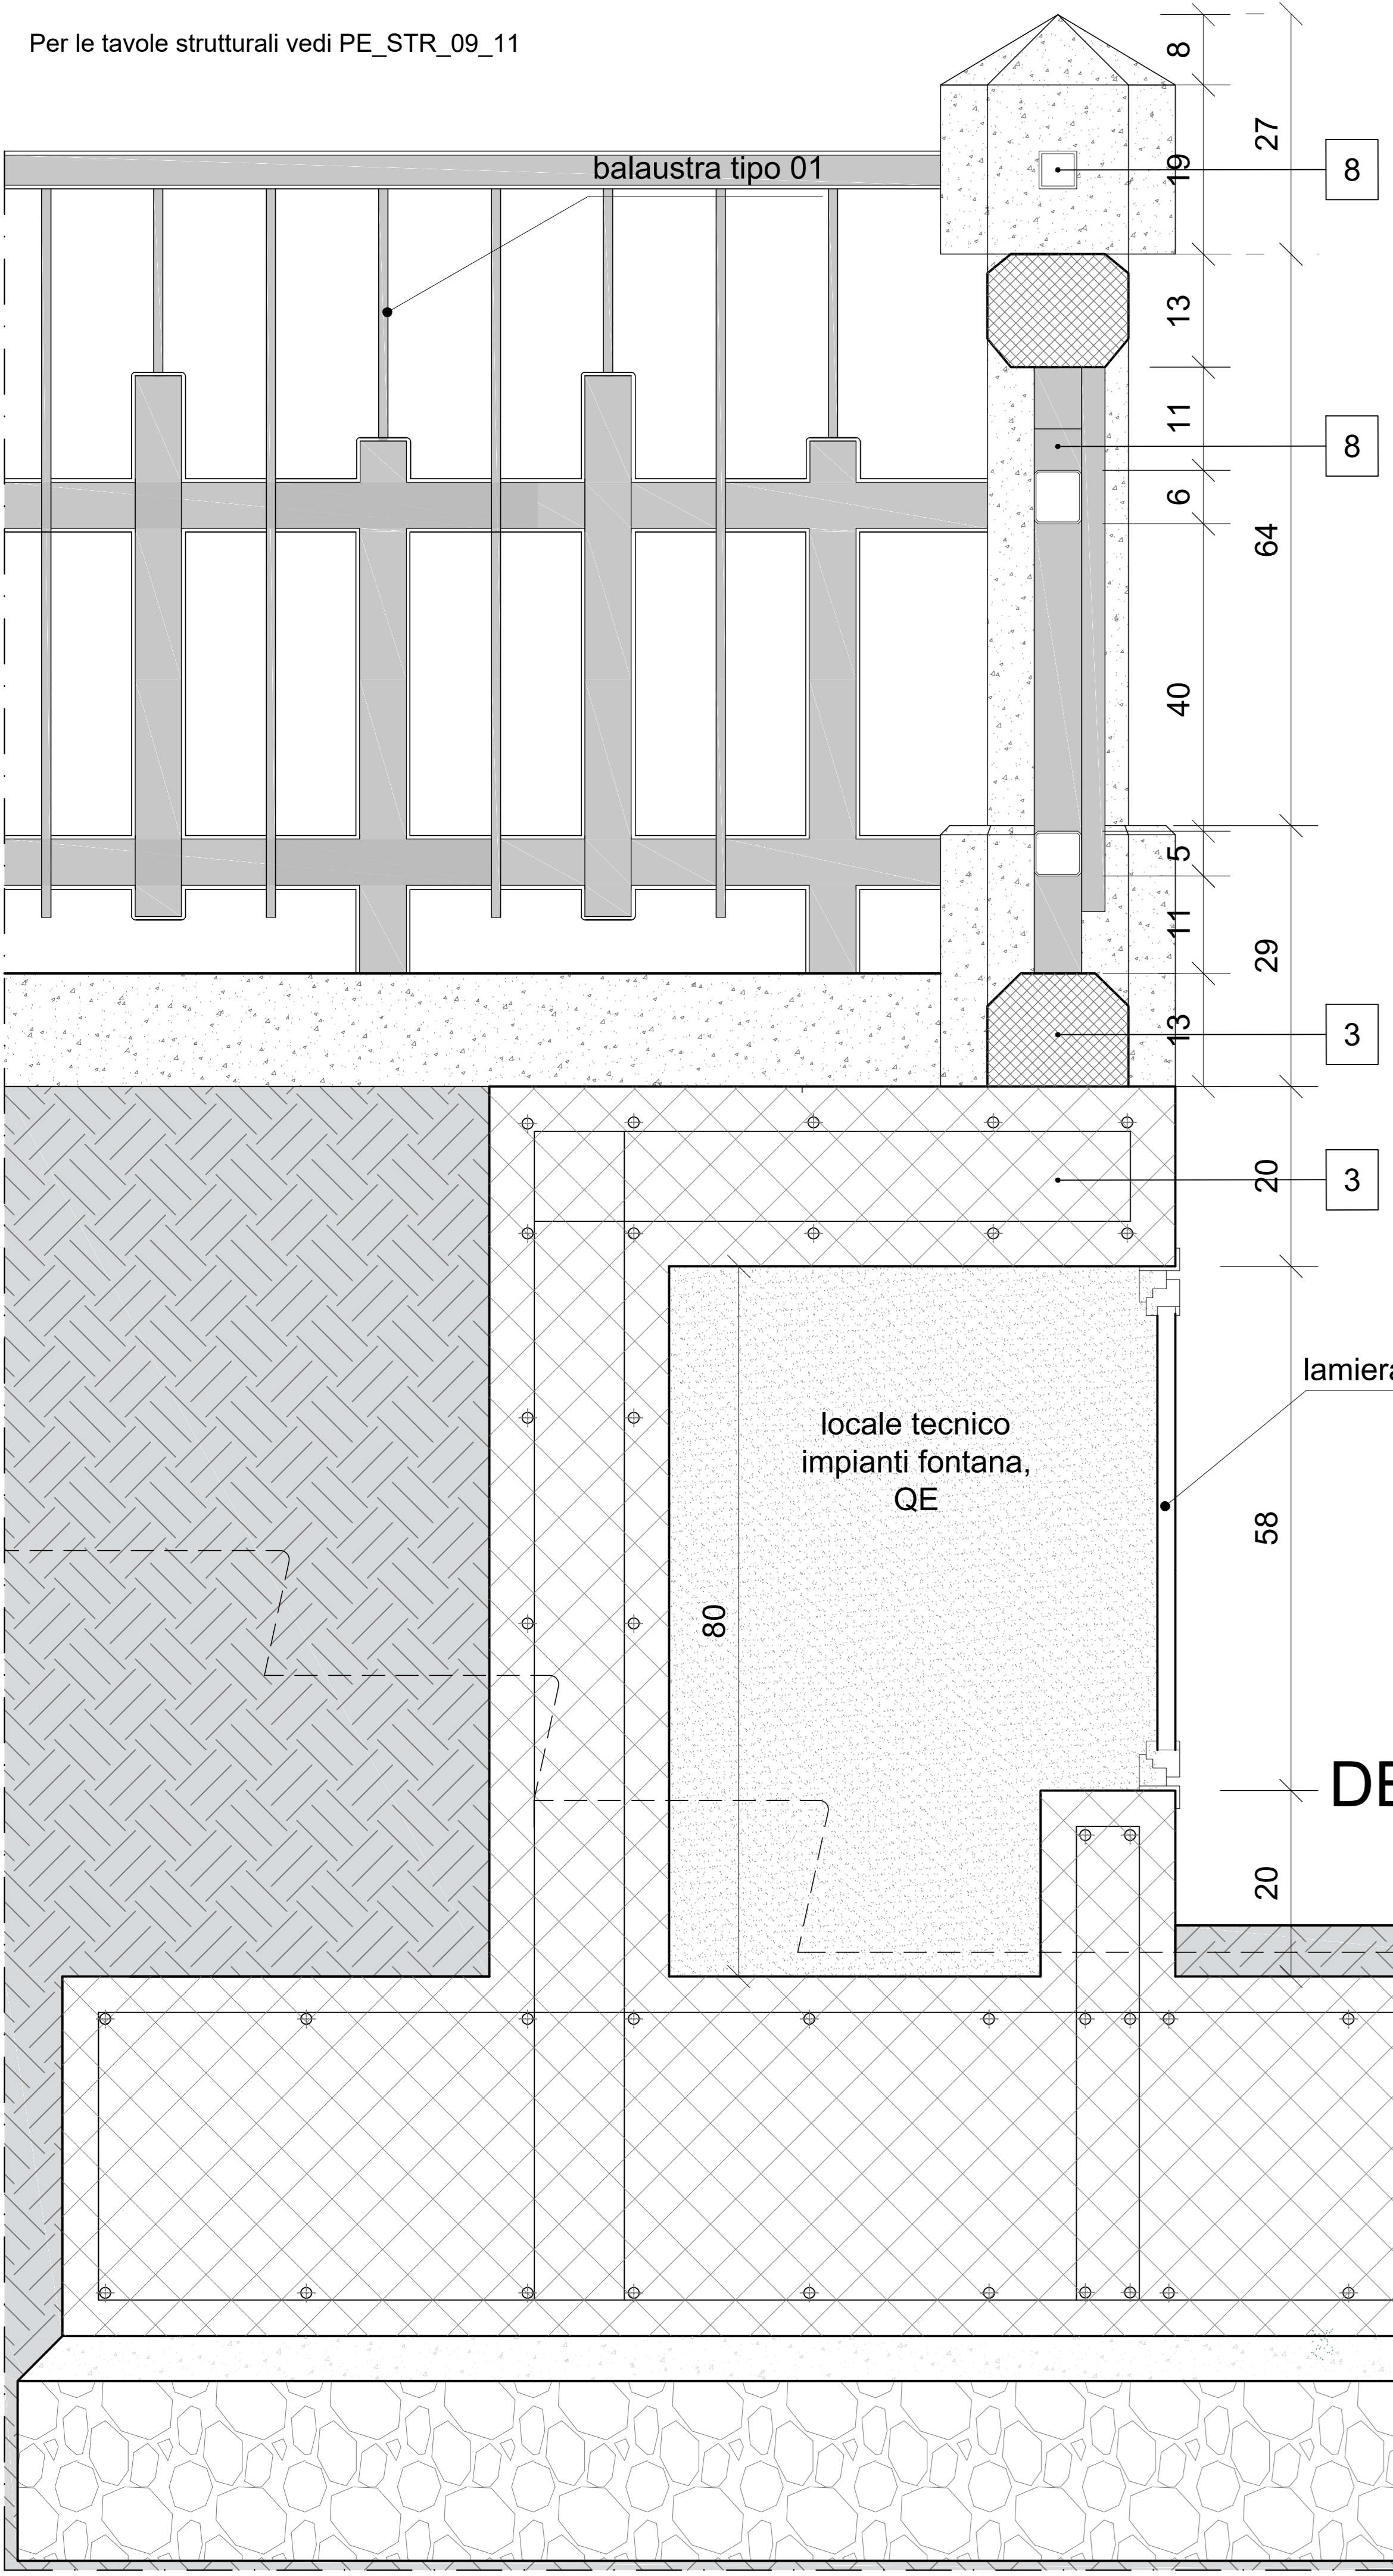 Per le tavole strutturali vedi PE_STR_09_11
8
27
balaustra tipo 01
19
8
13
11
8
6
64
40
5
11
29
13
3
20
3
lamiera
locale tecnico
impianti fontana,
QE
58
80
DE
20